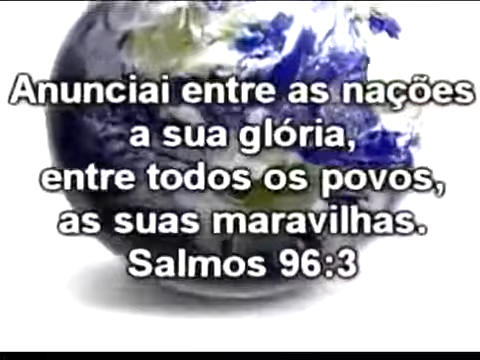 Anunciai entre as nações
a sua glória,
entre todos os povos,
as suas maravilhas.
Salmos 96:3